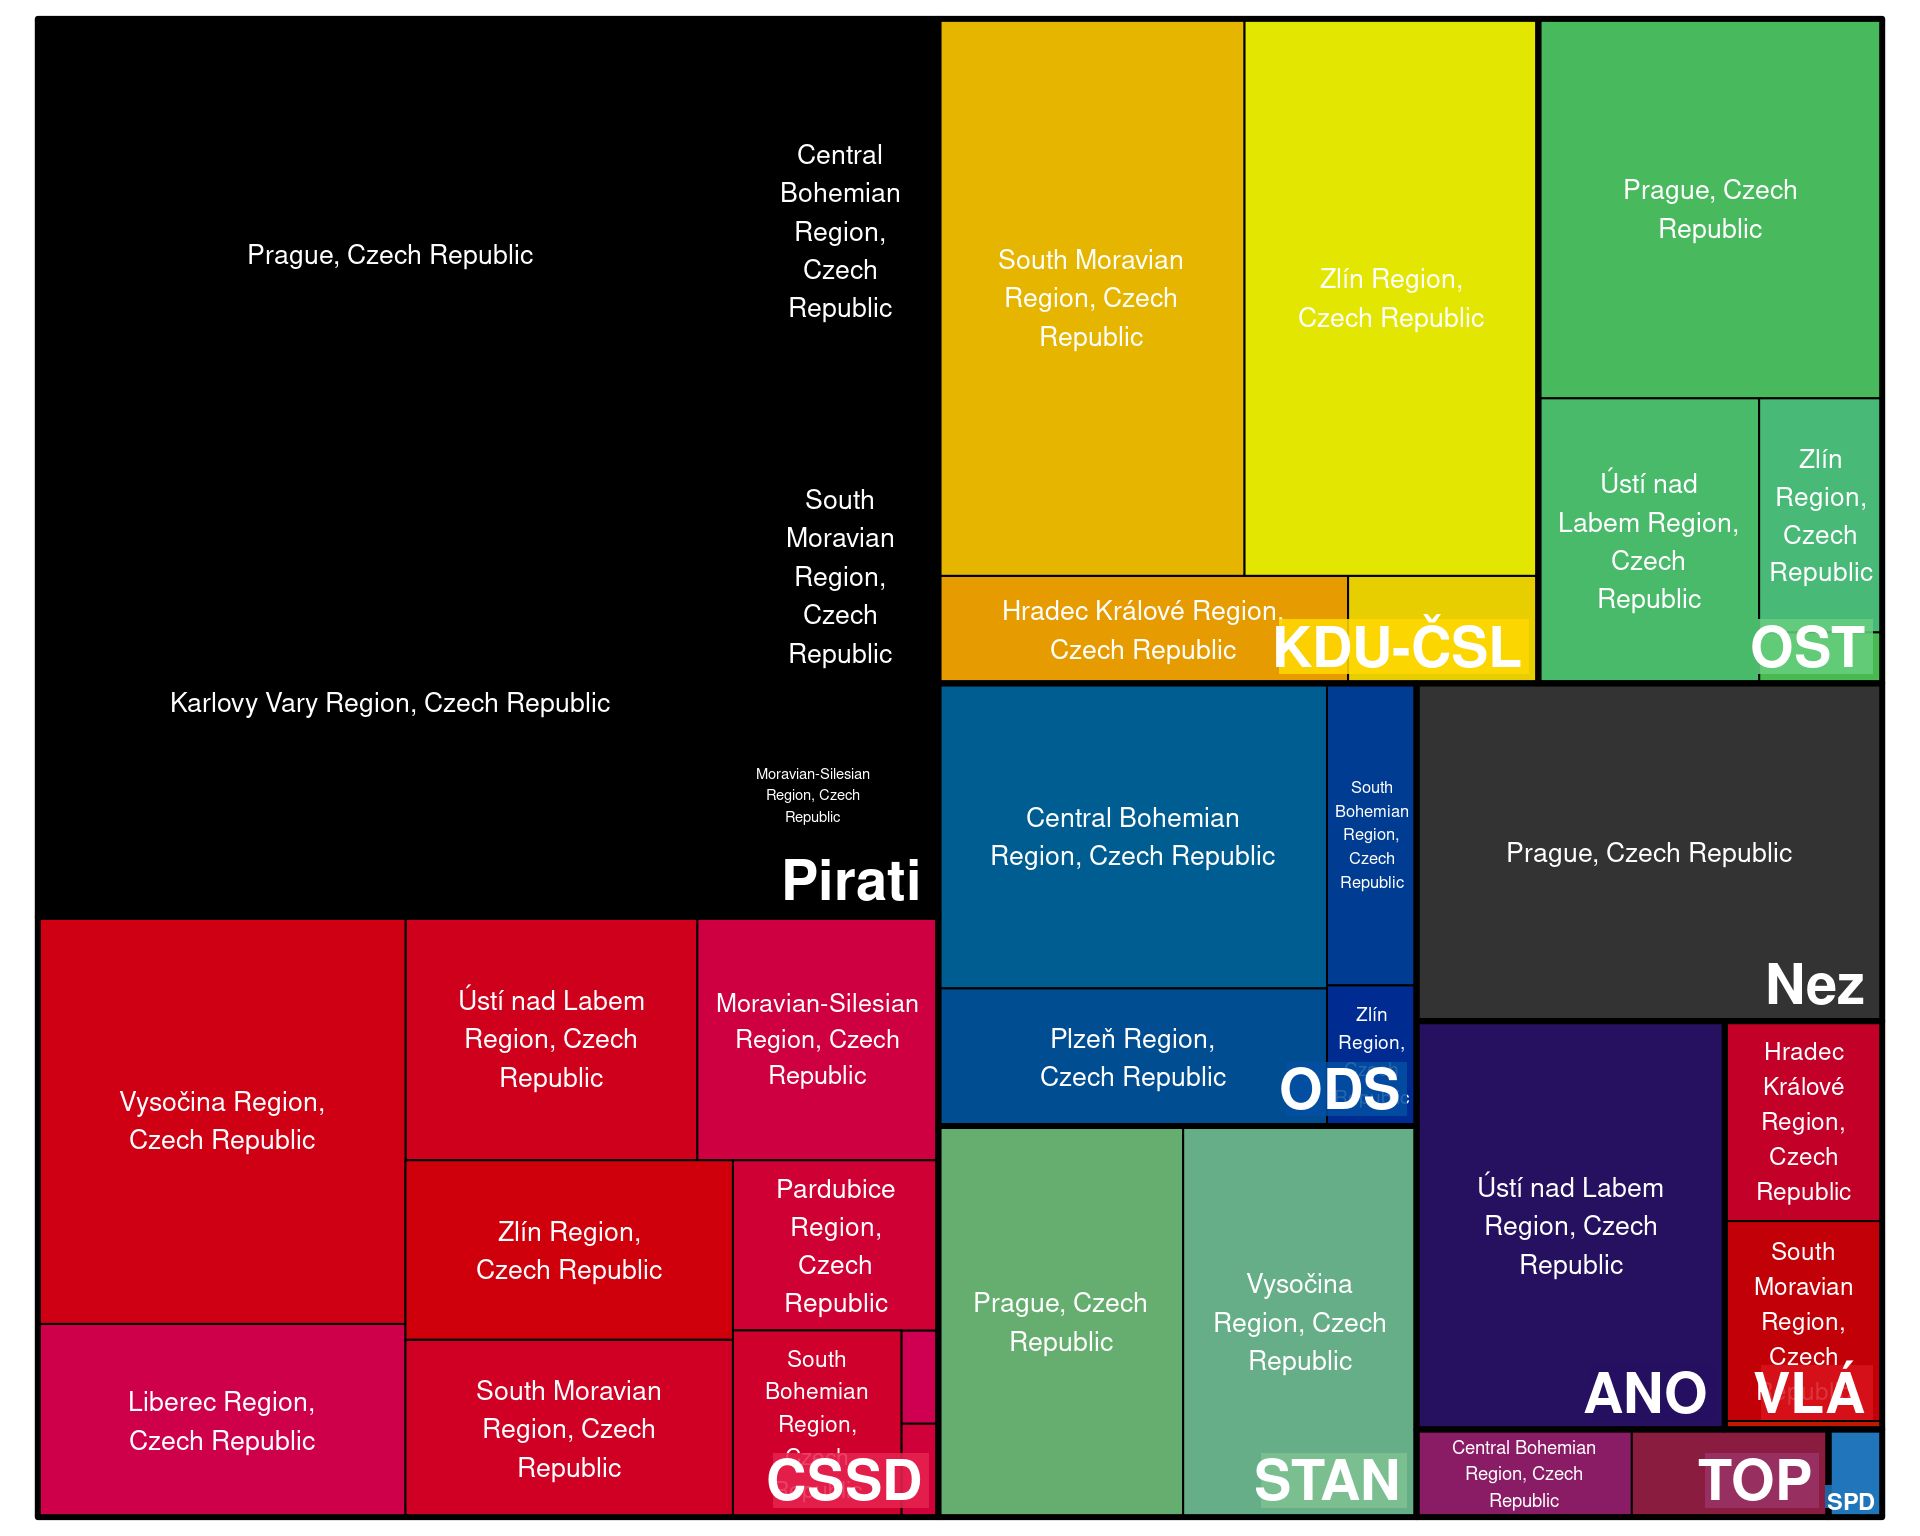 Prague, Czech Republic
Central
Bohemian
Region,
Czech
Republic
Karlovy Vary Region, Czech Republic
South
Moravian
Region,
Czech
Republic
Moravian-Silesian
Region, Czech
Republic
Pirati
South Moravian
Region, Czech
Republic
Zlín Region,
Czech Republic
Hradec Králové Region,
Czech Republic
KDU-ČSL
Prague, Czech
Republic
Ústí nad
Labem Region,
Czech
Republic
Zlín
Region,
Czech
Republic
OST
Central Bohemian
Region, Czech Republic
South
Bohemian
Region,
Czech
Republic
Plzeň Region,
Czech Republic
Zlín
Region,
Czech
Republic
ODS
Prague, Czech Republic
Nez
Vysočina Region,
Czech Republic
Liberec Region,
Czech Republic
Ústí nad Labem
Region, Czech
Republic
Moravian-Silesian
Region, Czech
Republic
Zlín Region,
Czech Republic
Pardubice
Region,
Czech
Republic
South Moravian
Region, Czech
Republic
South
Bohemian
Region,
Czech
Republic
CSSD
Prague, Czech
Republic
Vysočina
Region, Czech
Republic
STAN
Ústí nad Labem
Region, Czech
Republic
ANO
Hradec
Králové
Region,
Czech
Republic
South
Moravian
Region,
Czech
Republic
VLÁ
Central Bohemian
Region, Czech
Republic
TOP
SPD